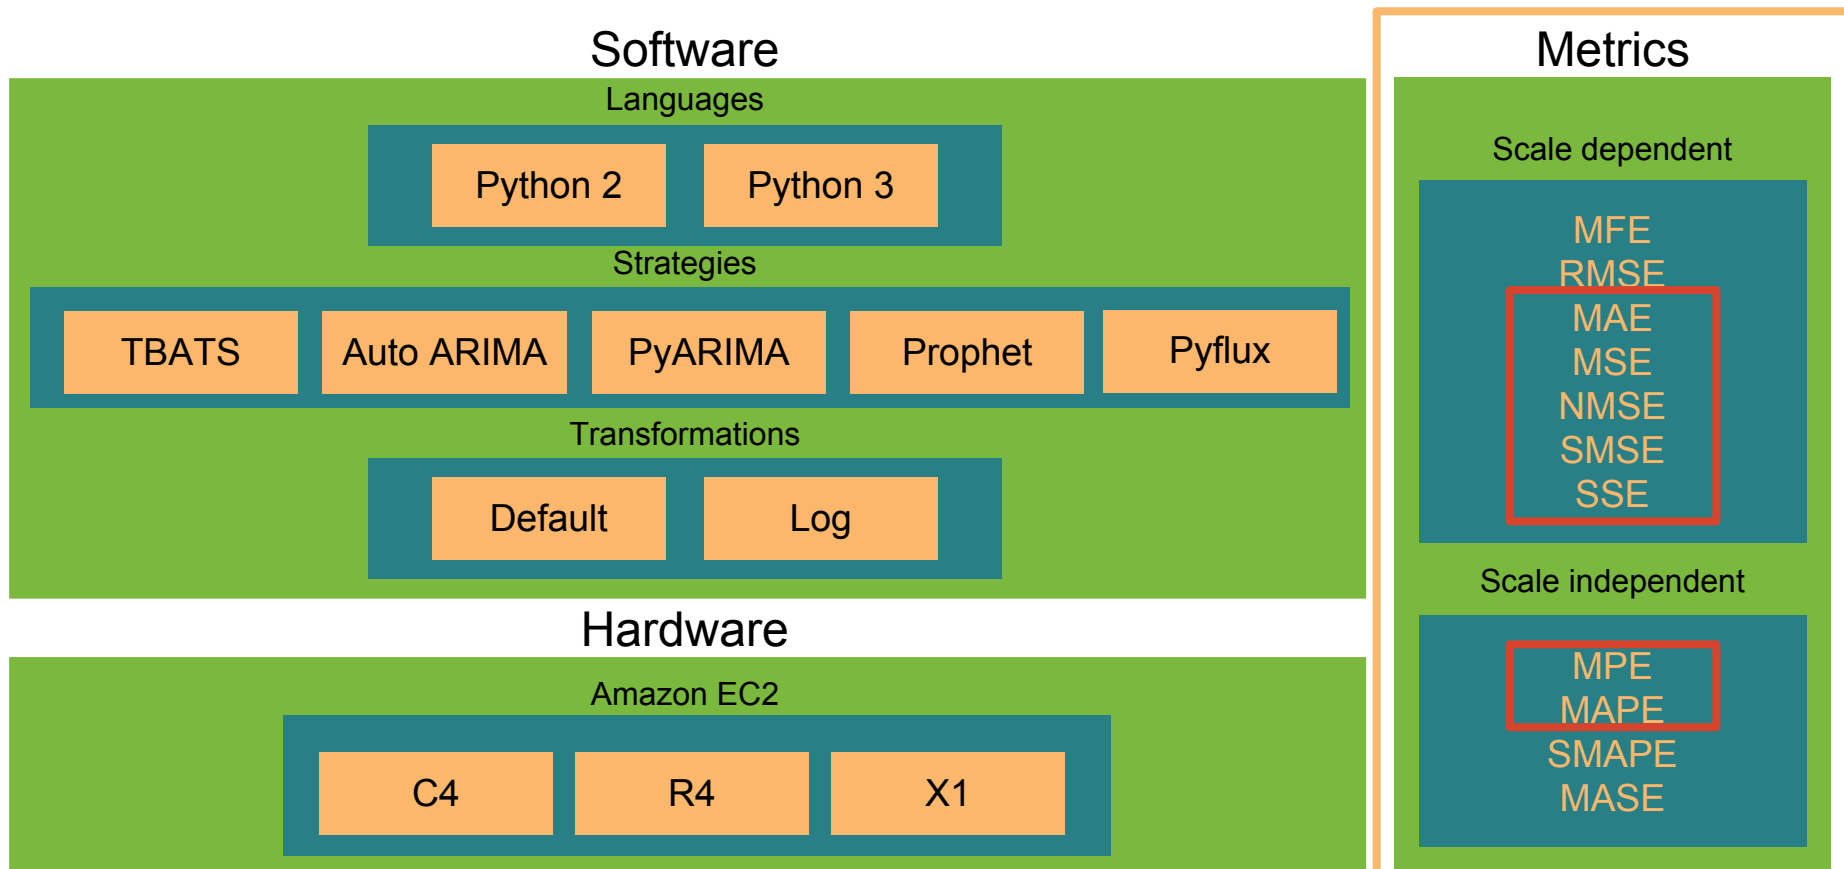 Software
Languages
Python 2 Python 3
Strategies
TBATS Auto ARIMA PyARIMA Prophet Pyflux
Transformations
Default Log
Hardware
Amazon EC2
C4 R4 X1
Metrics
Scale dependent
MFE
RMSE
MAE
MSE
NMSE
SMSE
SSE
Scale independent
MPE
MAPE
SMAPE
MASE